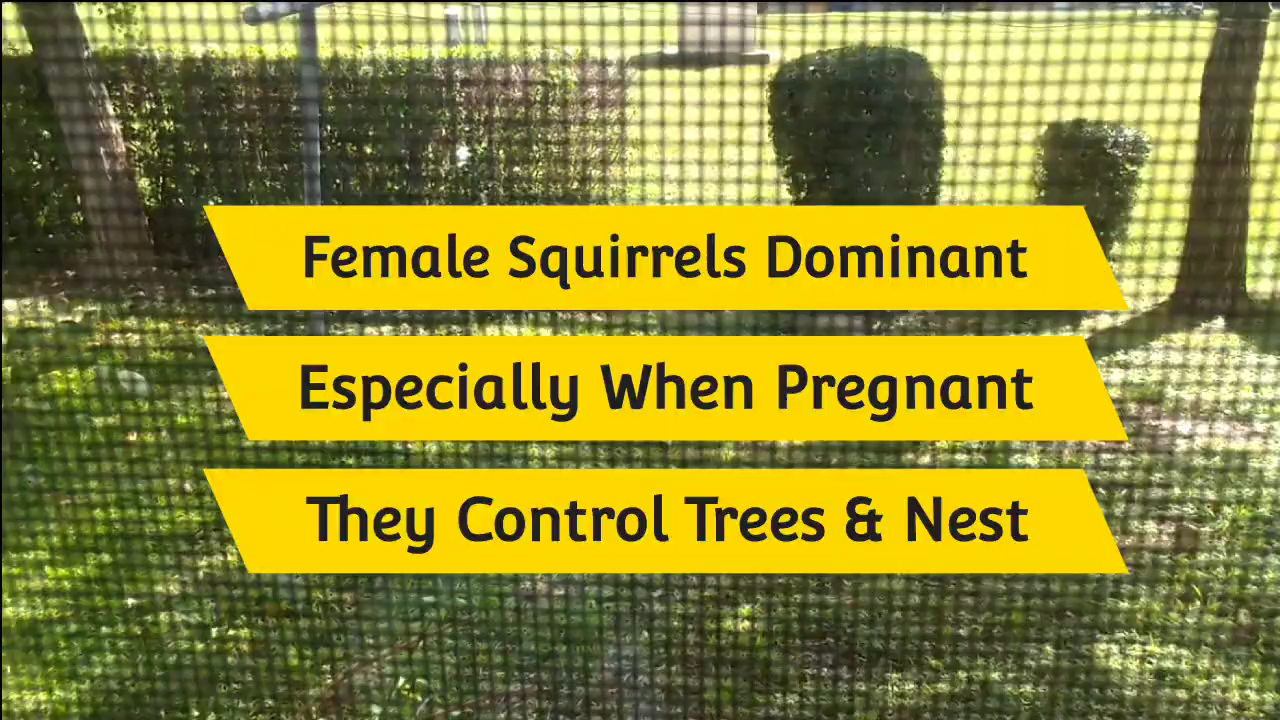 Female Squirrels Dominant
Especially When Pregnant
They Control Trees & Nest